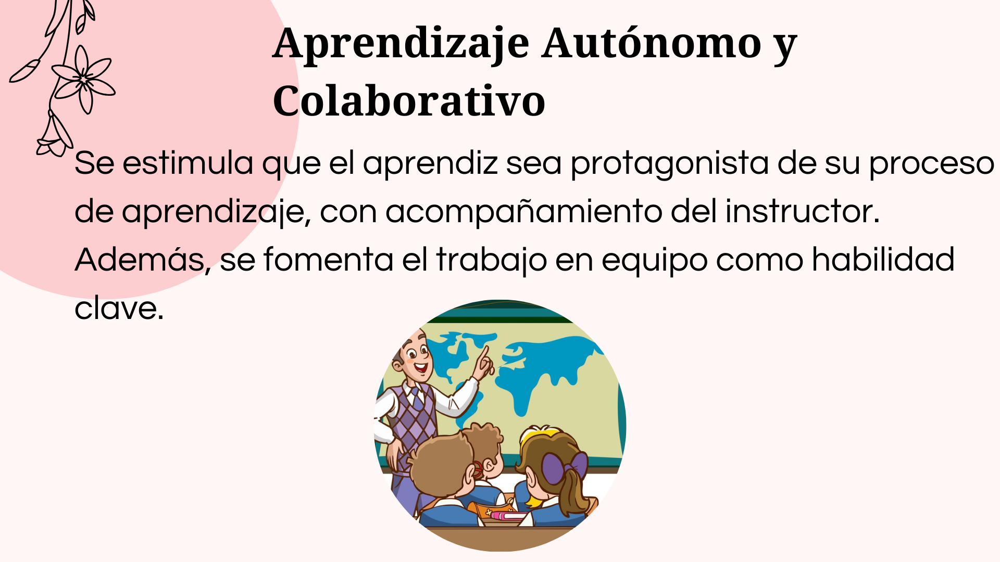 Aprendizaje Autónomo y
Colaborativo
Se estimula que el aprendiz sea protagonista de su proceso
de aprendizaje, con acompañamiento del instructor.
Además, se fomenta el trabajo en equipo como habilidad
clave.